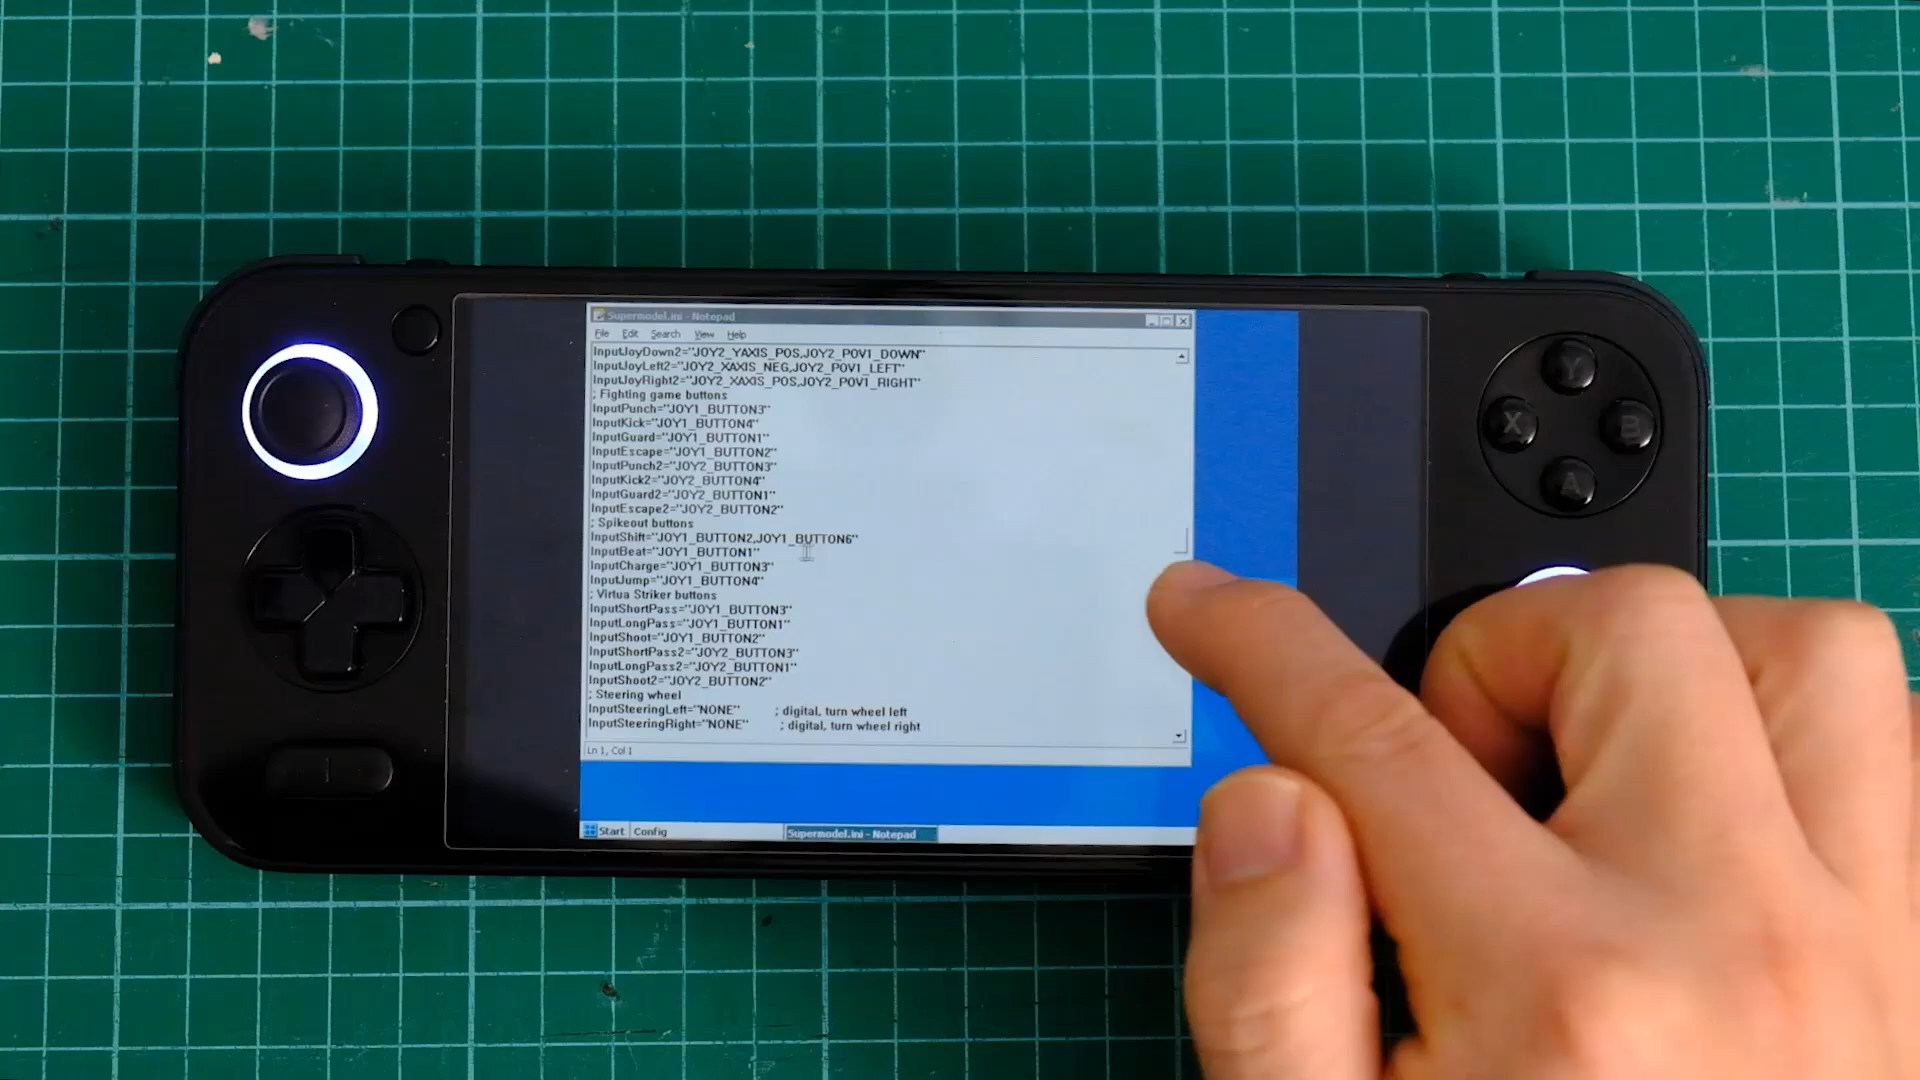 Supermodel.ini - Notepad
File Edit Search View Help
InputJoyDown2="JOY2_YAXIS_POS,JOY2_POV1_DOWN"
InputJoyLeft2="JOY2_XAXIS_NEG,JOY2_POV1_LEFT"
InputJoyRight2="JOY2_XAXIS_POS,JOY2_POV1_RIGHT"
; Fighting game buttons
InputPunch="JOY1_BUTTON3"
InputKick="JOY1_BUTTON4"
InputGuard="JOY1_BUTTON1"
InputEscape="JOY1_BUTTON2"
InputPunch2="JOY2_BUTTON3"
InputKick2="JOY2_BUTTON4"
InputGuard2="JOY2_BUTTON1"
InputEscape2="JOY2_BUTTON2"
; Spikeout buttons
InputShift="JOY1_BUTTON2,JOY1_BUTTON6"
InputBeat="JOY1_BUTTON1"
InputCharge="JOY1_BUTTON3"
InputJump="JOY1_BUTTON4"
; Virtua Striker buttons
InputShortPass="JOY1_BUTTON3"
InputLongPass="JOY1_BUTTON1"
InputShoot="JOY1_BUTTON2"
InputShortPass2="JOY2_BUTTON3"
InputLongPass2="JOY2_BUTTON1"
InputShoot2="JOY2_BUTTON2"
; Steering wheel
InputSteeringLeft="NONE" ; digital, turn wheel left
InputSteeringRight="NONE" ; digital, turn wheel right
Ln 1, Col 1
Start Config Supermodel.ini - Notepad
Y
X B
A